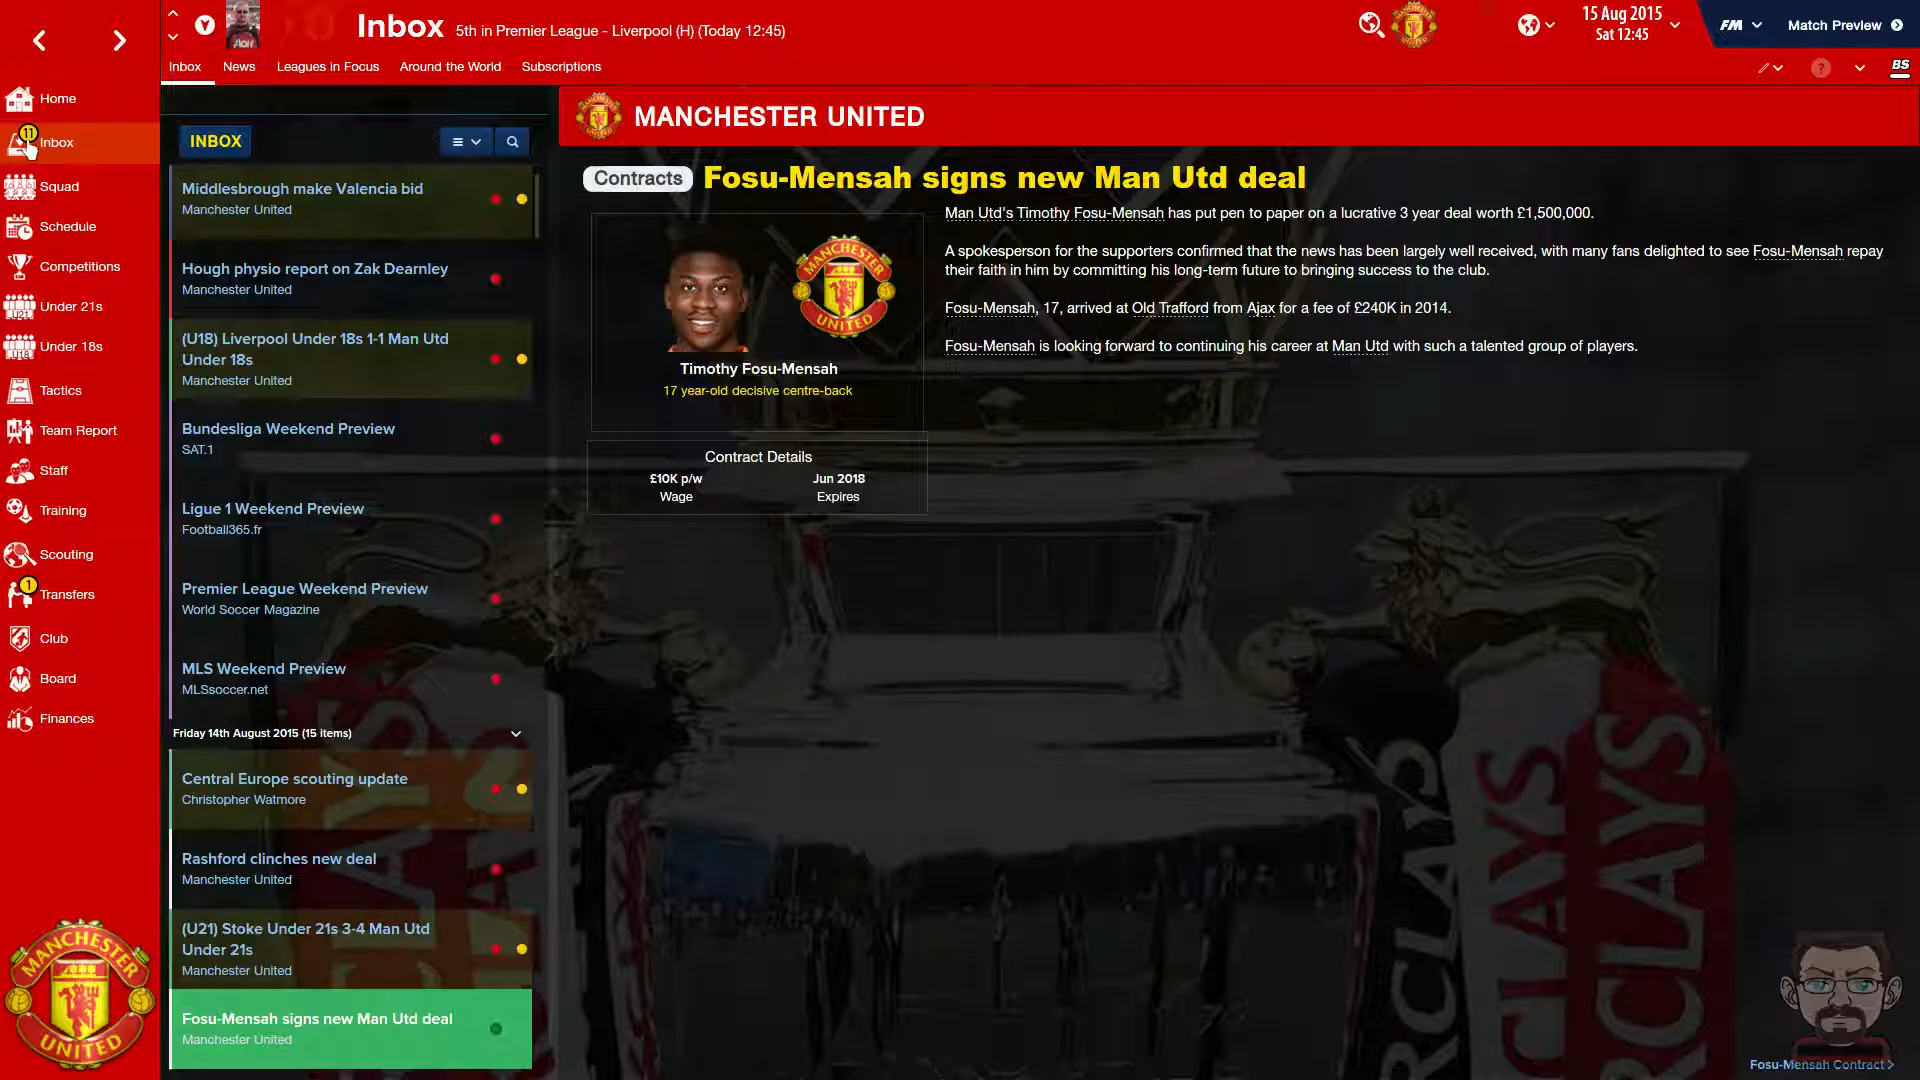 Inbox
5th in Premier League - Liverpool (H) (Today 12:45)
15 Aug 2015
Sat 12:45
FM
Match Preview
Inbox
News
Leagues in Focus
Around the World
Subscriptions
?
BS
Home
11
Inbox
Squad
Schedule
Competitions
U21
Under 21s
U18
Under 18s
Tactics
Team Report
Staff
Training
Scouting
1
Transfers
Club
Board
Finances
MANCHESTER
UNITED
INBOX
Middlesbrough make Valencia bid
Manchester United
Hough physio report on Zak Dearnley
Manchester United
(U18) Liverpool Under 18s 1-1 Man Utd
Under 18s
Manchester United
Bundesliga Weekend Preview
SAT.1
Ligue 1 Weekend Preview
Football365.fr
Premier League Weekend Preview
World Soccer Magazine
MLS Weekend Preview
MLSsoccer.net
Friday 14th August 2015 (15 items)
Central Europe scouting update
Christopher Watmore
Rashford clinches new deal
Manchester United
(U21) Stoke Under 21s 3-4 Man Utd
Under 21s
Manchester United
Fosu-Mensah signs new Man Utd deal
Manchester United
MANCHESTER UNITED
Contracts
Fosu-Mensah signs new Man Utd deal
MANCHESTER
UNITED
Timothy Fosu-Mensah
17 year-old decisive centre-back
Contract Details
£10K p/w
Jun 2018
Wage
Expires
Man Utd's Timothy Fosu-Mensah has put pen to paper on a lucrative 3 year deal worth £1,500,000.
A spokesperson for the supporters confirmed that the news has been largely well received, with many fans delighted to see Fosu-Mensah repay
their faith in him by committing his long-term future to bringing success to the club.
Fosu-Mensah, 17, arrived at Old Trafford from Ajax for a fee of £240K in 2014.
Fosu-Mensah is looking forward to continuing his career at Man Utd with such a talented group of players.
Fosu-Mensah Contract >